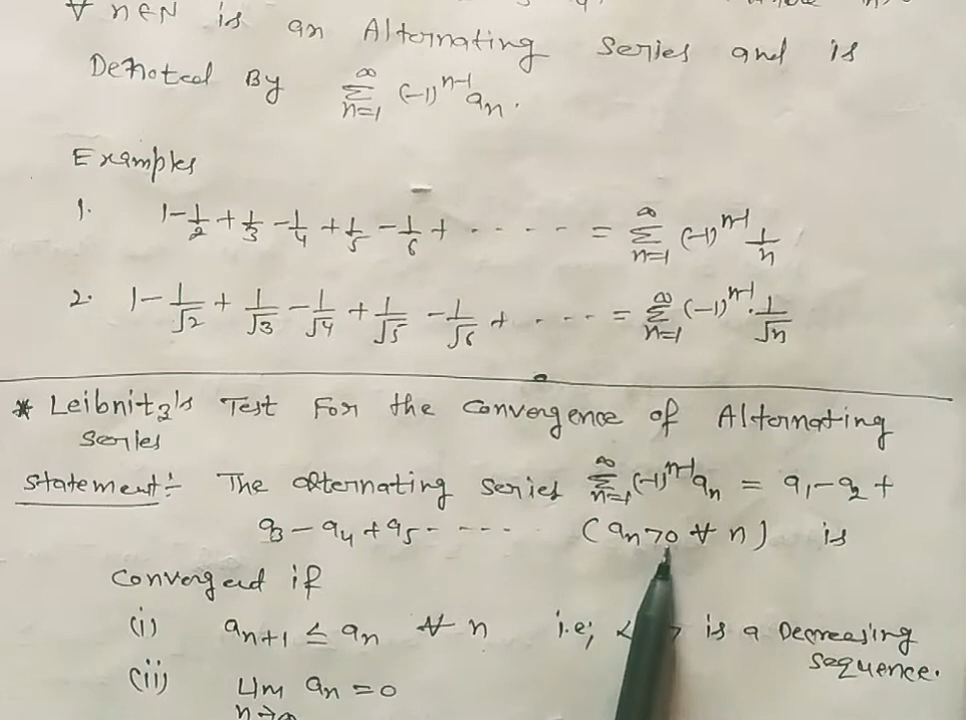 ∀ n∈N is an Alternating Series and is
Denoted By ∑_{n=1}^{∞} (-1)^{n-1} a_n.
Examples
1. 1 - 1/2 + 1/3 - 1/4 + 1/5 - 1/6 + ..... = ∑_{n=1}^{∞} (-1)^{n-1} 1/n
2. 1 - 1/√2 + 1/√3 - 1/√4 + 1/√5 - 1/√6 + ..... = ∑_{n=1}^{∞} (-1)^{n-1} . 1/√n
* Leibnitz's Test For the convergence of Alternating
Series
Statement :- The alternating series ∑_{n=1}^{∞} (-1)^{n-1} a_n = a_1 - a_2 +
a_3 - a_4 + a_5 ------ (a_n > 0 ∀ n) is
Convergent if
(i) a_{n+1} ≤ a_n ∀ n i.e; < > is a Decreasing
sequence.
(ii) Lim a_n = 0
n→∞